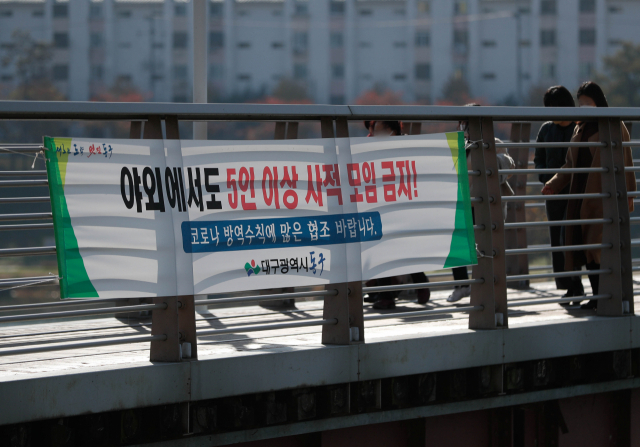 야외에서도 5인 이상 사적 모임 금지!
코로나 방역수칙에 많은 협조 바랍니다.
대구광역시 동구